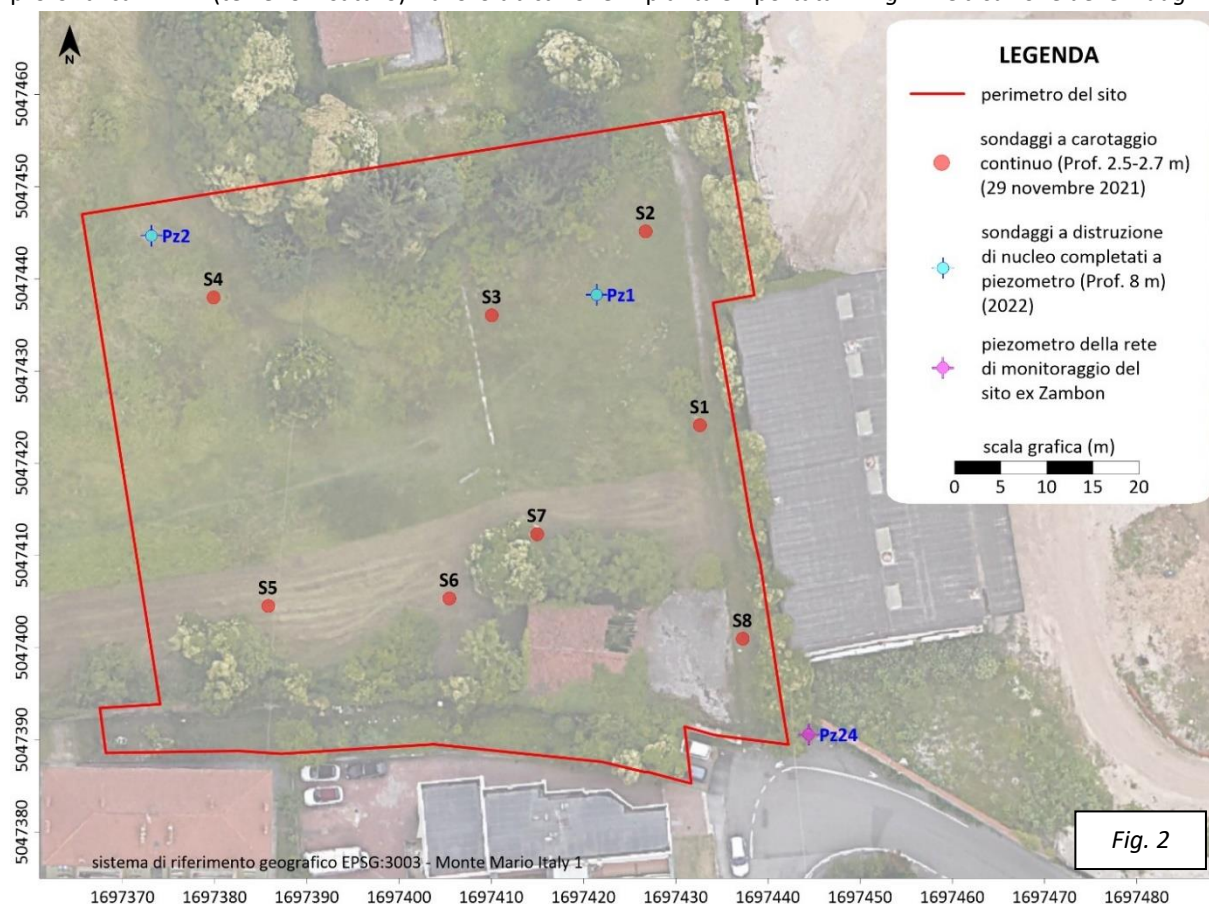 N
LEGENDA
perimetro del sito
sondaggi a carotaggio
continuo (Prof. 2.5-2.7 m)
(29 novembre 2021)
sondaggi a distruzione
di nucleo completati a
piezometro (Prof. 8 m)
(2022)
piezometro della rete
di monitoraggio del
sito ex Zambon
scala grafica (m)
0 5 10 15 20
5047460
5047450
5047440
5047430
5047420
5047410
5047400
5047390
5047380
S2
Pz2
S4
S3
Pz1
S1
S7
S5
S6
S8
Pz24
Fig. 2
sistema di riferimento geografico EPSG:3003 - Monte Mario Italy 1
1697370 1697380 1697390 1697400 1697410 1697420 1697430 1697440 1697450 1697460 1697470 1697480